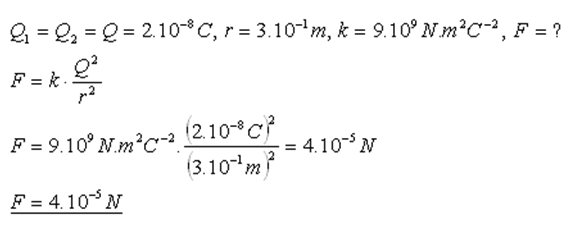 Q₁ = Q₂ = Q = 2.10⁻⁸ C, r = 3.10⁻¹ m, k = 9.10⁹ N.m²C⁻², F = ?
F = k · Q²/r²
F = 9.10⁹ N.m²C⁻². (2.10⁻⁸ C)²/(3.10⁻¹ m)² = 4.10⁻⁵ N
F = 4.10⁻⁵ N